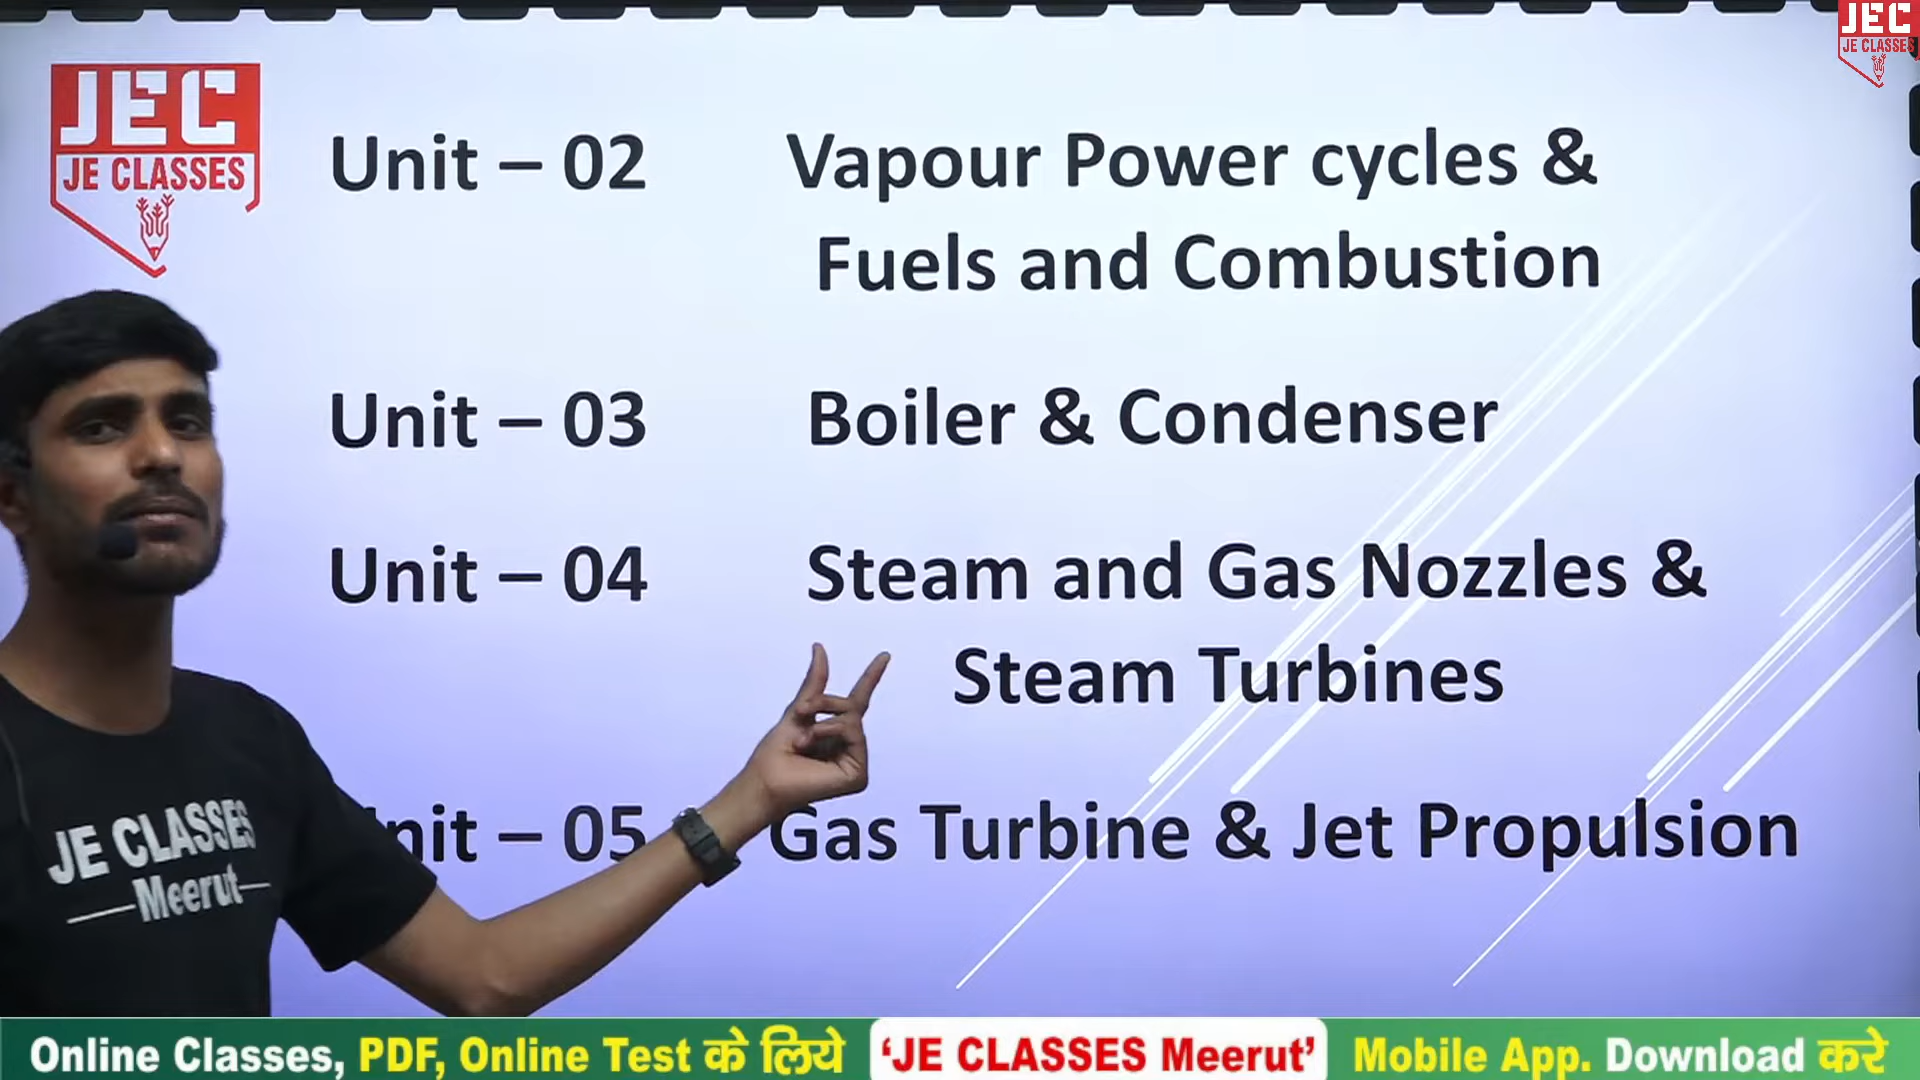 JEC
JE CLASSES
JEC
JE CLASSES
Unit – 02 Vapour Power cycles &
Fuels and Combustion
Unit – 03 Boiler & Condenser
Unit – 04 Steam and Gas Nozzles &
Steam Turbines
Unit – 05 Gas Turbine & Jet Propulsion
JE CLASSES
Meerut
Online Classes, PDF, Online Test के लिये 'JE CLASSES Meerut' Mobile App. Download करे